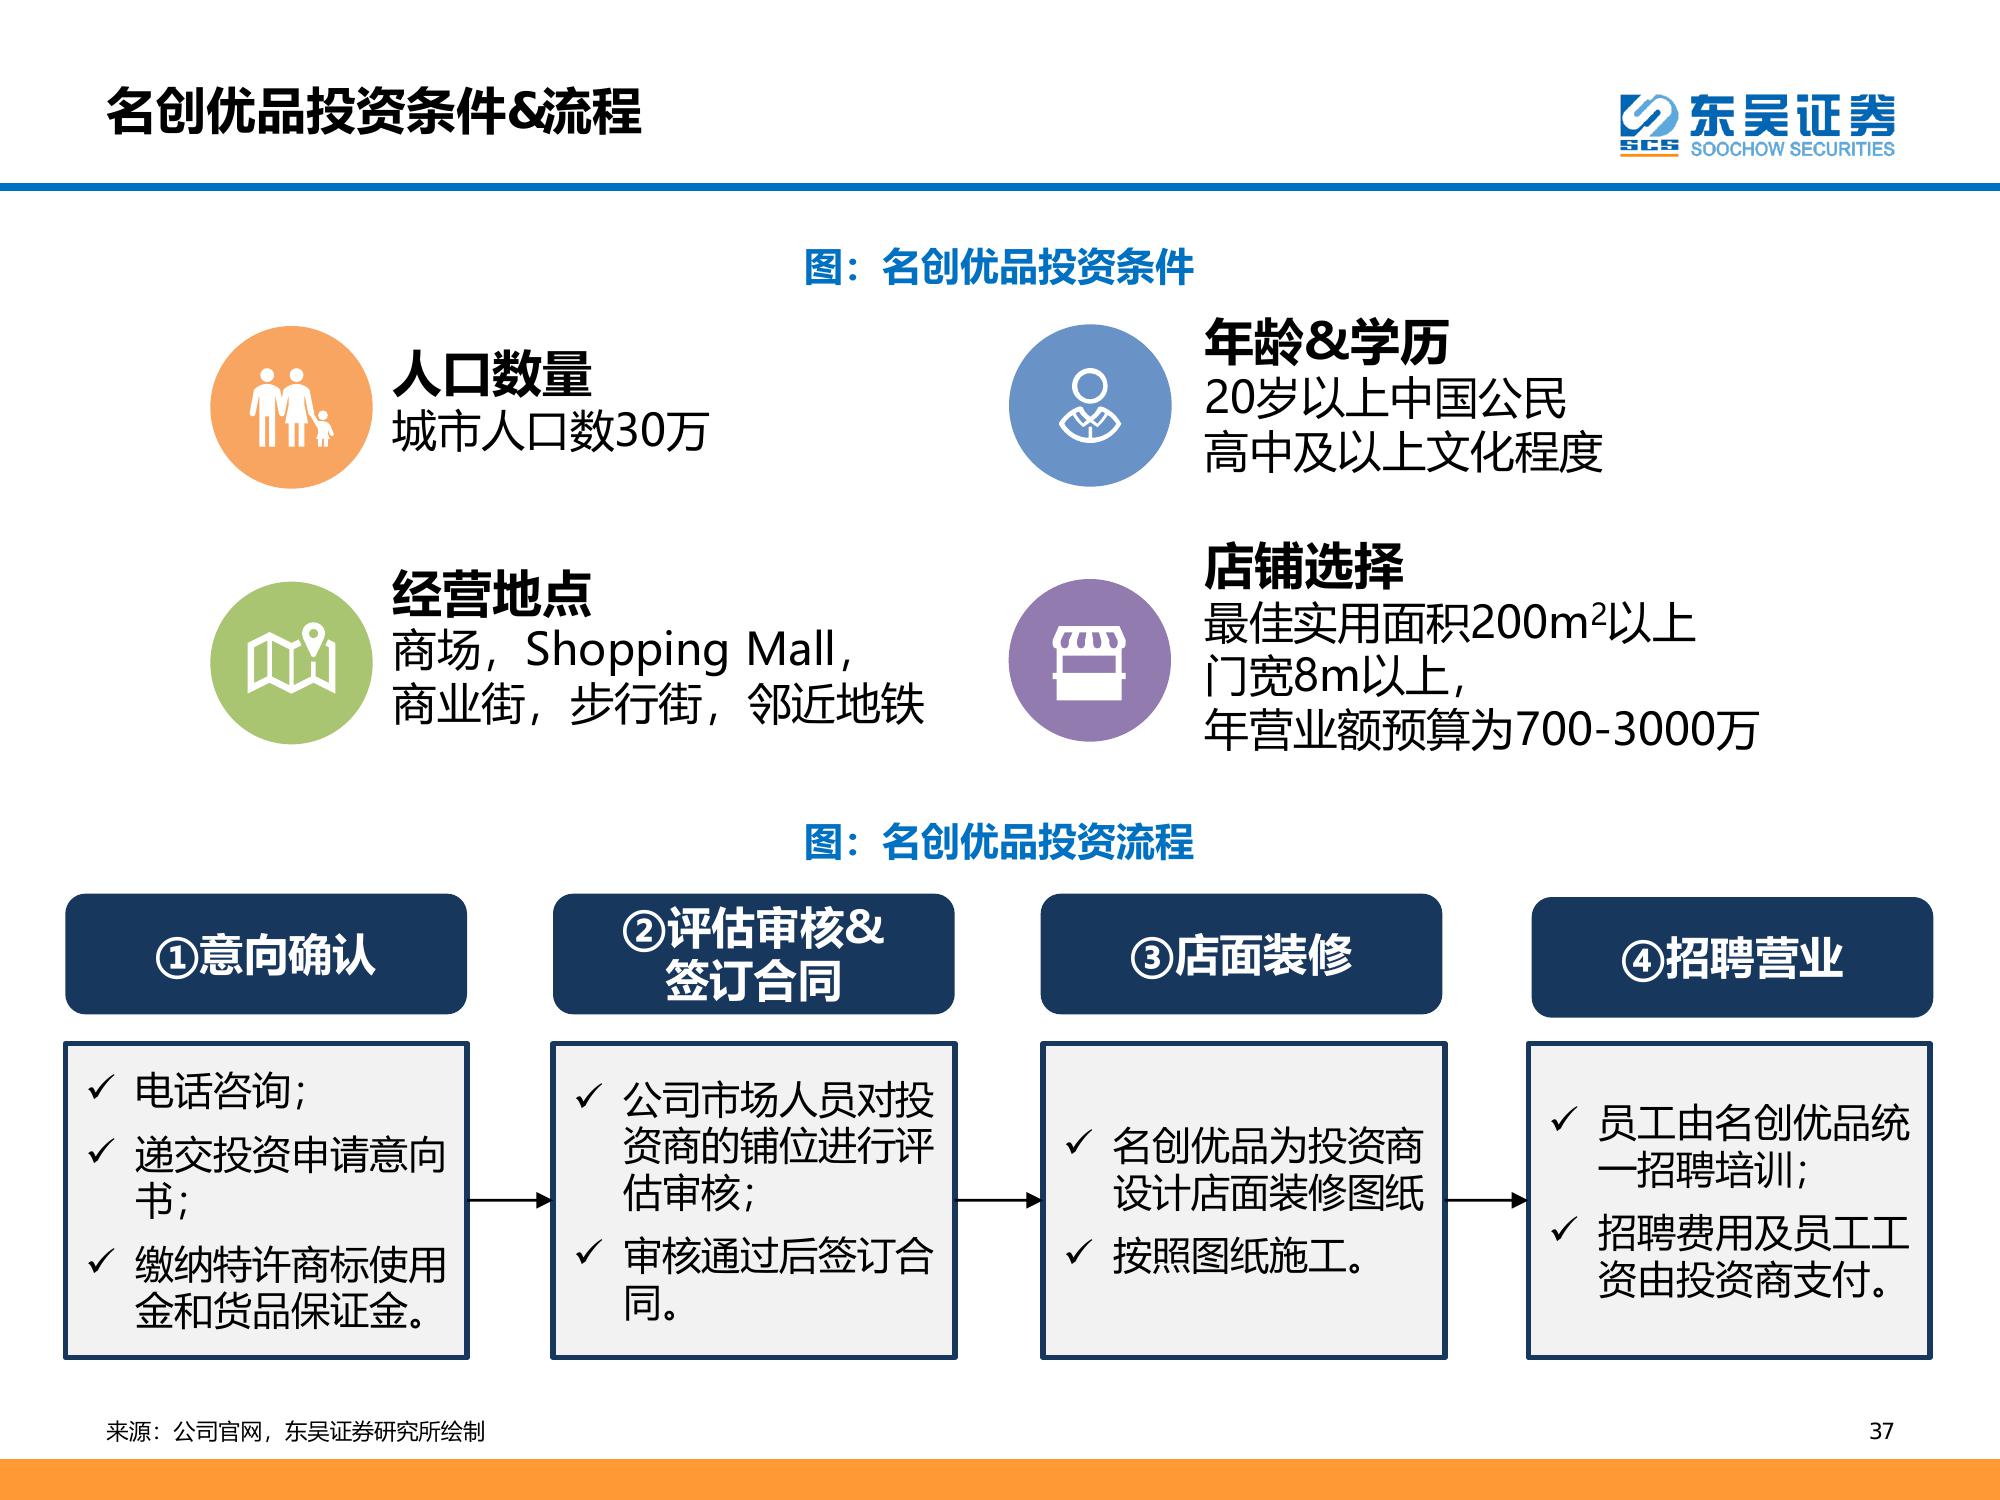 名创优品投资条件&流程
SCS
东吴证券
SOOCHOW SECURITIES
图：名创优品投资条件
人口数量
城市人口数30万
年龄&学历
20岁以上中国公民
高中及以上文化程度
经营地点
商场，Shopping Mall，
商业街，步行街，邻近地铁
店铺选择
最佳实用面积200m²以上
门宽8m以上，
年营业额预算为700-3000万
图：名创优品投资流程
①意向确认
✓ 电话咨询；
✓ 递交投资申请意向
书；
✓ 缴纳特许商标使用
金和货品保证金。
②评估审核&
签订合同
✓ 公司市场人员对投
资商的铺位进行评
估审核；
✓ 审核通过后签订合
同。
③店面装修
✓ 名创优品为投资商
设计店面装修图纸
✓ 按照图纸施工。
④招聘营业
✓ 员工由名创优品统
一招聘培训；
✓ 招聘费用及员工工
资由投资商支付。
来源：公司官网，东吴证券研究所绘制
37